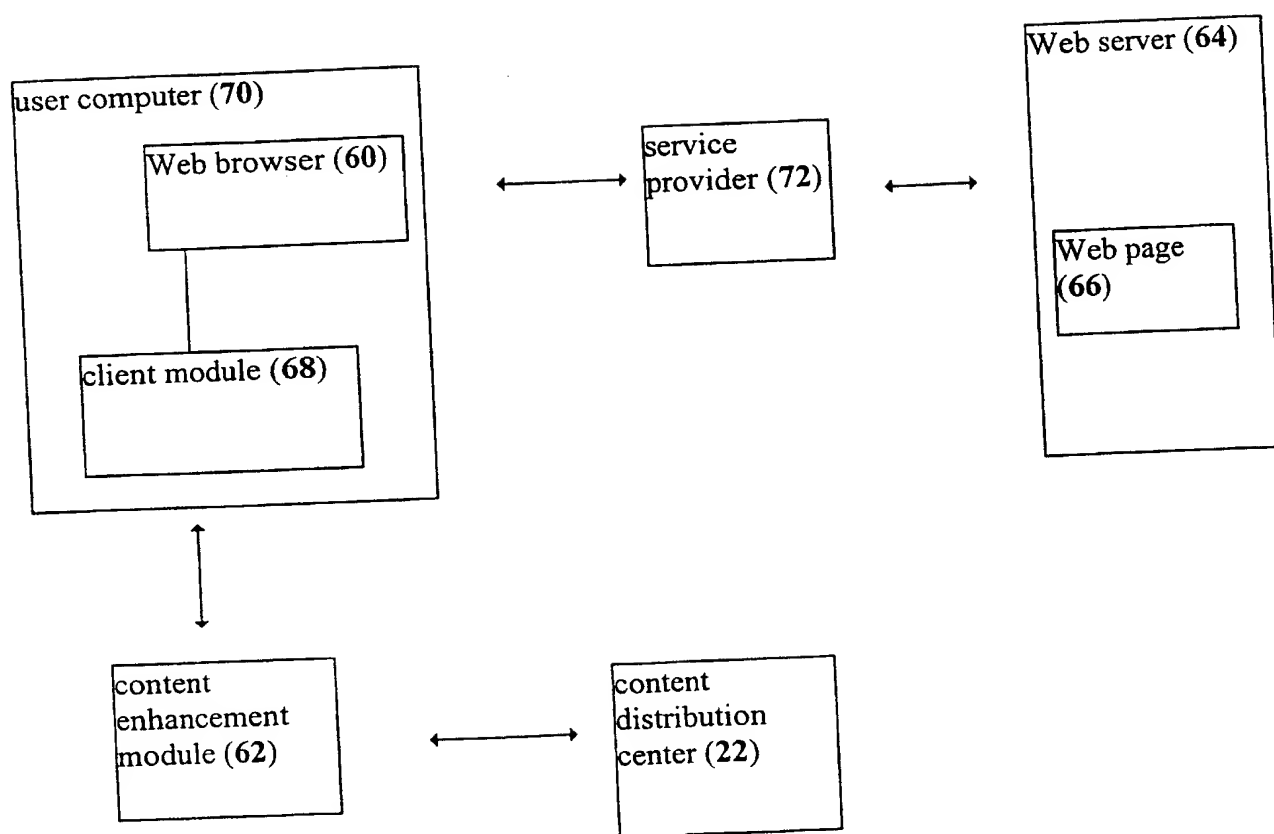 user computer (70)
Web browser (60)
client module (68)
service
provider (72)
Web server (64)
Web page
(66)
content
enhancement
module (62)
content
distribution
center (22)